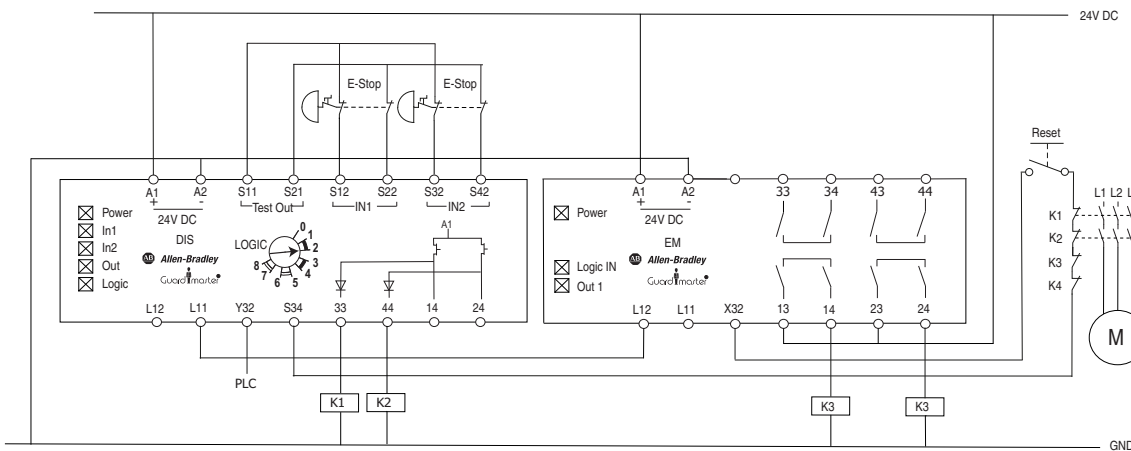 24V DC
E-Stop
E-Stop
Reset
A1
A2
S11
S21
S12
S22
S32
S42
+
-
24V DC
Test Out
IN1
IN2
Power
In1
In2
Out
Logic
DIS
AB Allen-Bradley
Guardmaster
LOGIC
0
1
2
3
4
5
6
7
8
A1
L12
L11
Y32
S34
33
44
14
24
PLC
K1
K2
A1
A2
33
34
43
44
+
-
24V DC
Power
Logic IN
Out 1
EM
AB Allen-Bradley
Guardmaster
L12
L11
X32
13
14
23
24
K3
K3
L1
L2
K1
K2
K3
K4
M
GND